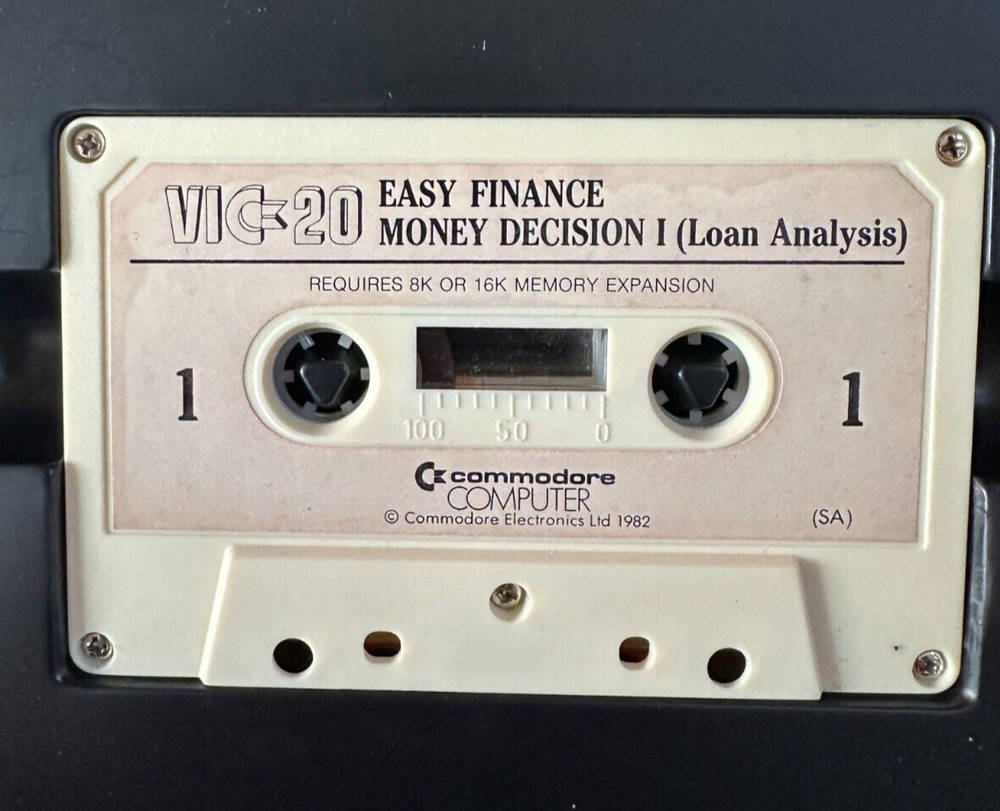 VIC-20 EASY FINANCE
MONEY DECISION I (Loan Analysis)
REQUIRES 8K OR 16K MEMORY EXPANSION
1 1
100 50 0
commodore
COMPUTER
© Commodore Electronics Ltd 1982 (SA)